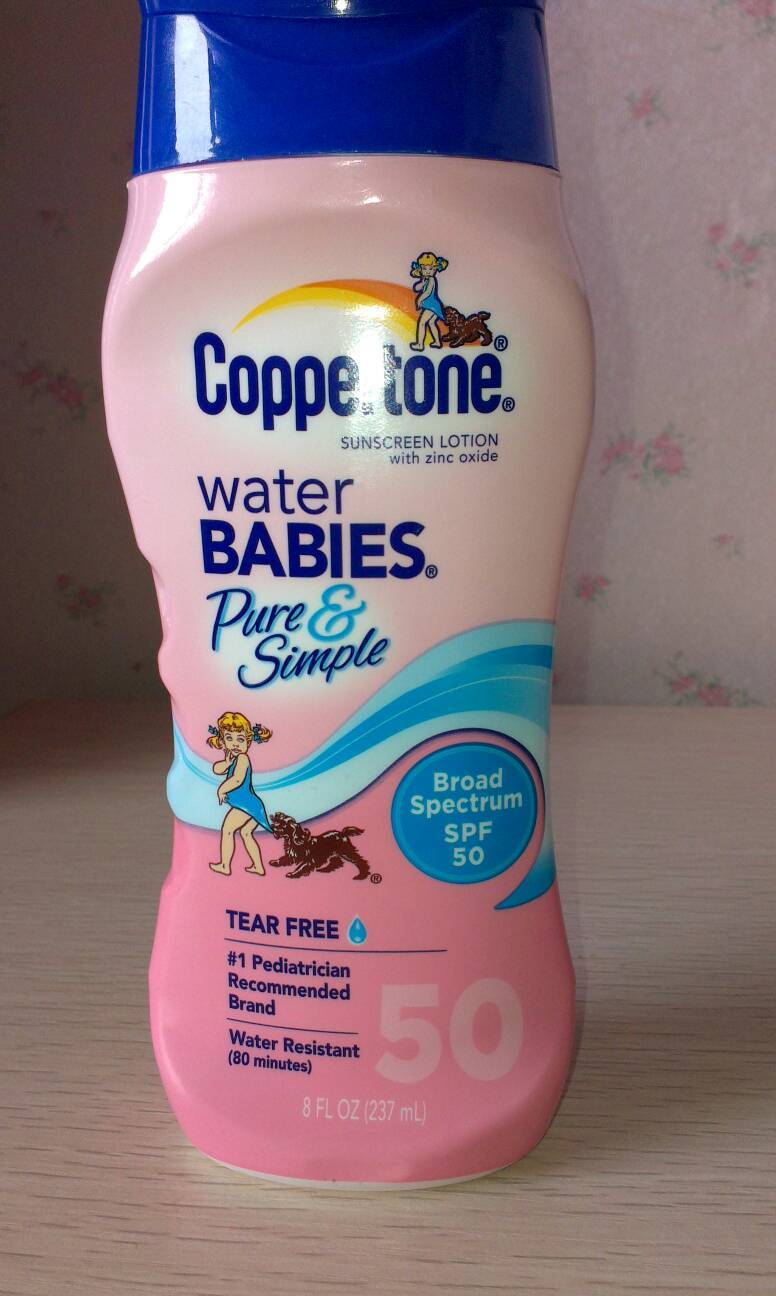 Coppertone®
SUNSCREEN LOTION
with zinc oxide
water
BABIES®
Pure &
Simple
Broad
Spectrum
SPF
50
TEAR FREE
#1 Pediatrician
Recommended
Brand
Water Resistant
(80 minutes)
50
8 FL OZ (237 mL)